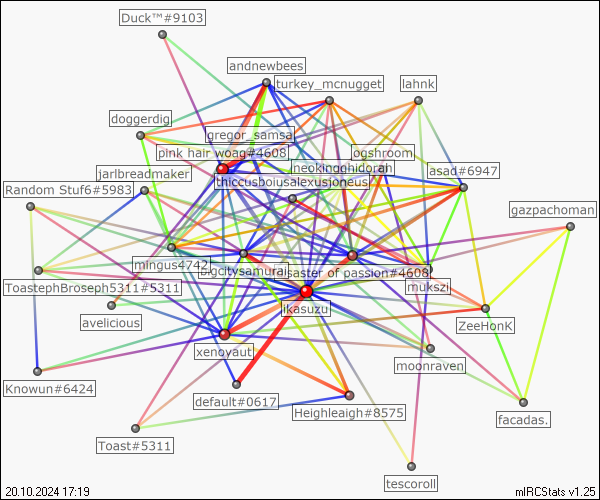 Duck™#9103
andnewbees
turkey_mcnugget
lahnk
doggerdig
gregor_samsa
pink hair woag#4608
ogshroom
neokingghidorah
asad#6947
jarlbreadmaker
thiccusboiusalexusjoneus
Random Stuf6#5983
gazpachoman
mingus4742
bigcitysamurai
aster of passion#4608
ToastephBroseph5311#5311
mukszi
ikasuzu
avelicious
ZeeHonK
xenovaut
moonraven
Knowun#6424
default#0617
Heighleaigh#8575
facadas.
Toast#5311
tescoroll
20.10.2024 17:19
mIRCStats v1.25